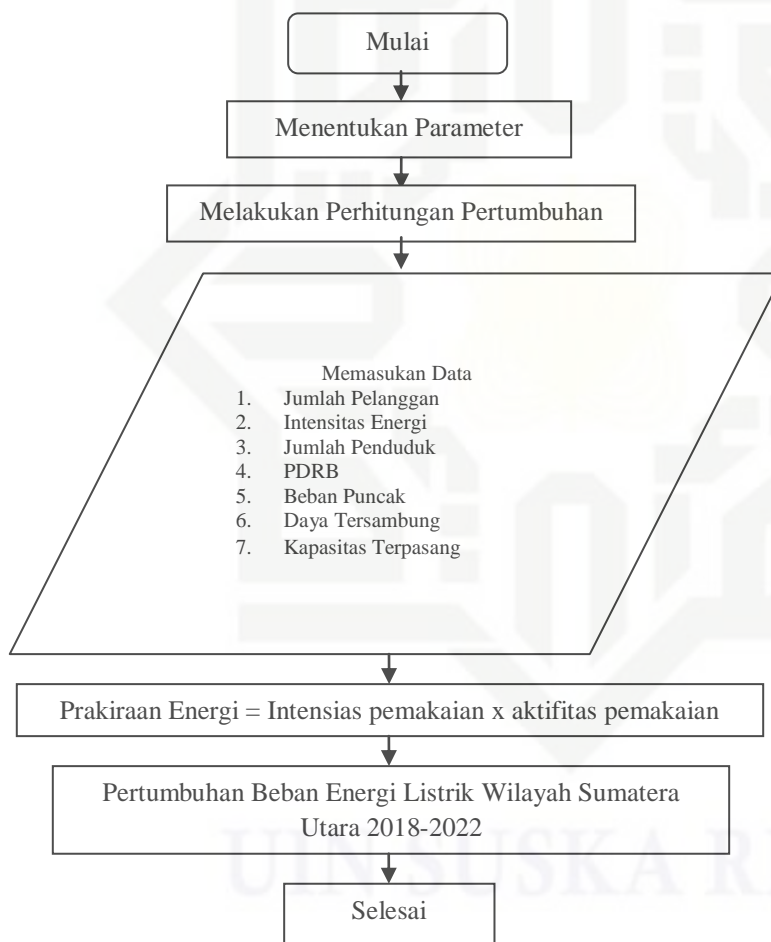 Mulai
Menentukan Parameter
Melakukan Perhitungan Pertumbuhan
Memasukan Data
1. Jumlah Pelanggan
2. Intensitas Energi
3. Jumlah Penduduk
4. PDRB
5. Beban Puncak
6. Daya Tersambung
7. Kapasitas Terpasang
Prakiraan Energi = Intensias pemakaian x aktifitas pemakaian
Pertumbuhan Beban Energi Listrik Wilayah Sumatera
Utara 2018-2022
UIN SUSKA
Selesai